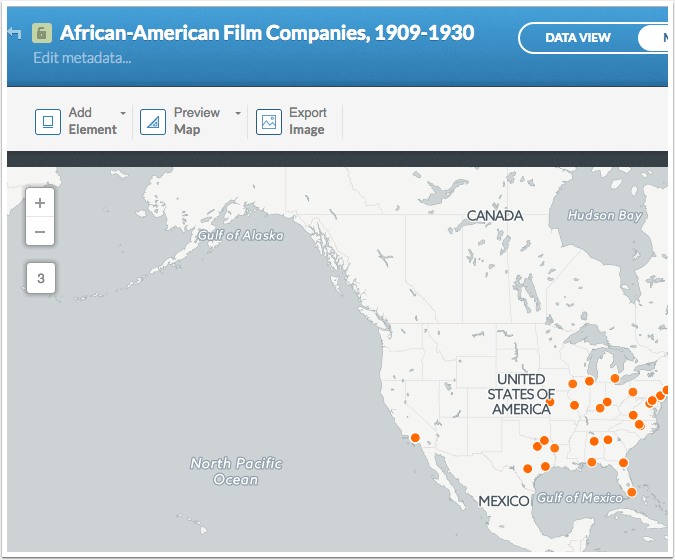 African-American Film Companies, 1909-1930
Edit metadata...
DATA VIEW
M
Add
Element
Preview
Map
Export
Image
+
−
3
CANADA
Hudson Bay
Gulf of Alaska
UNITED
STATES OF
AMERICA
North Pacific
Ocean
MEXICO
Gulf of Mexico